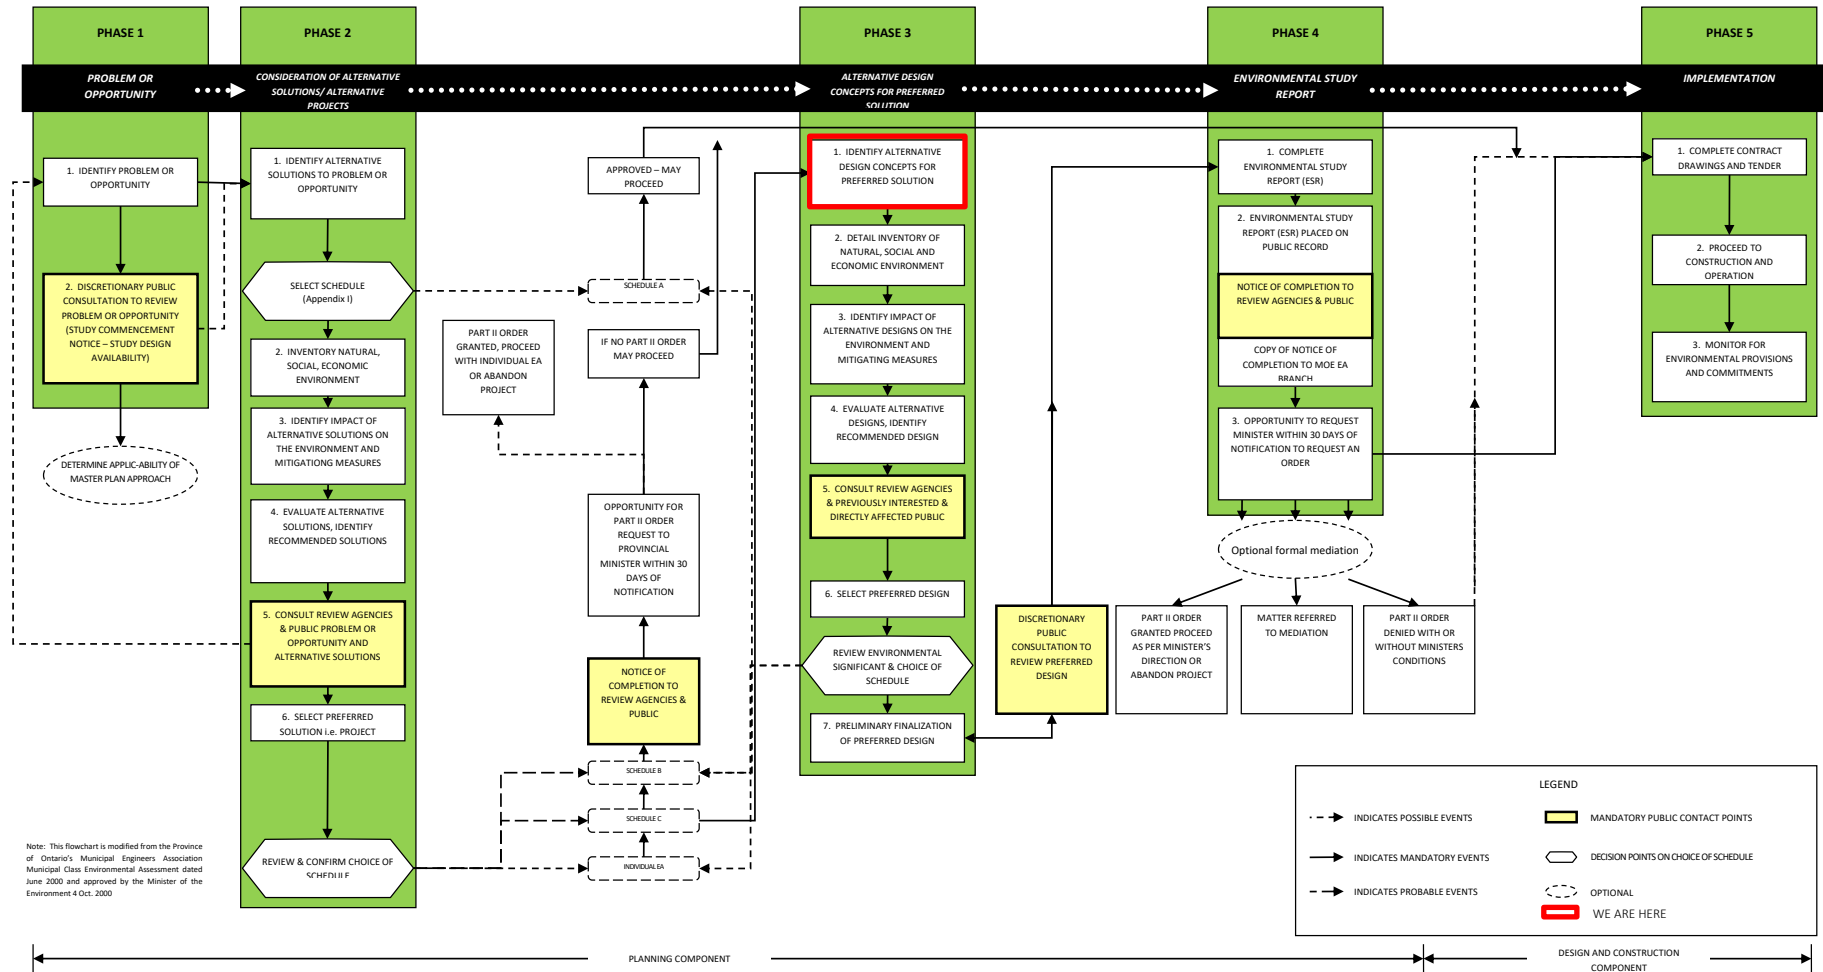 PHASE 1
PHASE 2
PHASE 3
PHASE 4
PHASE 5
PROBLEM OR
OPPORTUNITY
CONSIDERATION OF ALTERNATIVE
SOLUTIONS/ ALTERNATIVE
PROJECTS
ALTERNATIVE DESIGN
CONCEPTS FOR PREFERRED
SOLUTION
ENVIRONMENTAL STUDY
REPORT
IMPLEMENTATION
1. IDENTIFY PROBLEM OR
OPPORTUNITY
2. DISCRETIONARY PUBLIC
CONSULTATION TO REVIEW
PROBLEM OR OPPORTUNITY
(STUDY COMMENCEMENT
NOTICE – STUDY DESIGN
AVAILABILITY)
DETERMINE APPLIC-ABILITY OF
MASTER PLAN APPROACH
1. IDENTIFY ALTERNATIVE
SOLUTIONS TO PROBLEM OR
OPPORTUNITY
SELECT SCHEDULE
(Appendix I)
2. INVENTORY NATURAL,
SOCIAL, ECONOMIC
ENVIRONMENT
3. IDENTIFY IMPACT OF
ALTERNATIVE SOLUTIONS ON
THE ENVIRONMENT AND
MITIGATIONG MEASURES
4. EVALUATE ALTERNATIVE
SOLUTIONS, IDENTIFY
RECOMMENDED SOLUTIONS
5. CONSULT REVIEW AGENCIES
& PUBLIC PROBLEM OR
OPPORTUNITY AND
ALTERNATIVE SOLUTIONS
6. SELECT PREFERRED
SOLUTION i.e. PROJECT
REVIEW & CONFIRM CHOICE OF
SCHEDULE
PART II ORDER
GRANTED, PROCEED
WITH INDIVIDUAL EA
OR ABANDON
PROJECT
APPROVED – MAY
PROCEED
SCHEDULE A
IF NO PART II ORDER
MAY PROCEED
OPPORTUNITY FOR
PART II ORDER
REQUEST TO
PROVINCIAL
MINISTER WITHIN 30
DAYS OF
NOTIFICATION
NOTICE OF
COMPLETION TO
REVIEW AGENCIES &
PUBLIC
SCHEDULE B
SCHEDULE C
INDIVIDUAL EA
1. IDENTIFY ALTERNATIVE
DESIGN CONCEPTS FOR
PREFERRED SOLUTION
2. DETAIL INVENTORY OF
NATURAL, SOCIAL AND
ECONOMIC ENVIRONMENT
3. IDENTIFY IMPACT OF
ALTERNATIVE DESIGNS ON THE
ENVIRONMENT AND
MITIGATING MEASURES
4. EVALUATE ALTERNATIVE
DESIGNS, IDENTIFY
RECOMMENDED DESIGN
5. CONSULT REVIEW AGENCIES
& PREVIOUSLY INTERESTED &
DIRECTLY AFFECTED PUBLIC
6. SELECT PREFERRED DESIGN
REVIEW ENVIRONMENTAL
SIGNIFICANT & CHOICE OF
SCHEDULE
7. PRELIMINARY FINALIZATION
OF PREFERRED DESIGN
DISCRETIONARY
PUBLIC
CONSULTATION TO
REVIEW PREFERRED
DESIGN
1. COMPLETE
ENVIRONMENTAL STUDY
REPORT (ESR)
2. ENVIRONMENTAL STUDY
REPORT (ESR) PLACED ON
PUBLIC RECORD
NOTICE OF COMPLETION TO
REVIEW AGENCIES & PUBLIC
COPY OF NOTICE OF
COMPLETION TO MOE EA
BRANCH
3. OPPORTUNITY TO REQUEST
MINISTER WITHIN 30 DAYS OF
NOTIFICATION TO REQUEST AN
ORDER
Optional formal mediation
PART II ORDER
GRANTED PROCEED
AS PER MINISTER'S
DIRECTION OR
ABANDON PROJECT
MATTER REFERRED
TO MEDIATION
PART II ORDER
DENIED WITH OR
WITHOUT MINISTERS
CONDITIONS
1. COMPLETE CONTRACT
DRAWINGS AND TENDER
2. PROCEED TO
CONSTRUCTION AND
OPERATION
3. MONITOR FOR
ENVIRONMENTAL PROVISIONS
AND COMMITMENTS
LEGEND
INDICATES POSSIBLE EVENTS
MANDATORY PUBLIC CONTACT POINTS
INDICATES MANDATORY EVENTS
DECISION POINTS ON CHOICE OF SCHEDULE
INDICATES PROBABLE EVENTS
OPTIONAL
WE ARE HERE
Note: This flowchart is modified from the Province
of Ontario's Municipal Engineers Association
Municipal Class Environmental Assessment dated
June 2000 and approved by the Minister of the
Environment 4 Oct. 2000
PLANNING COMPONENT
DESIGN AND CONSTRUCTION
COMPONENT